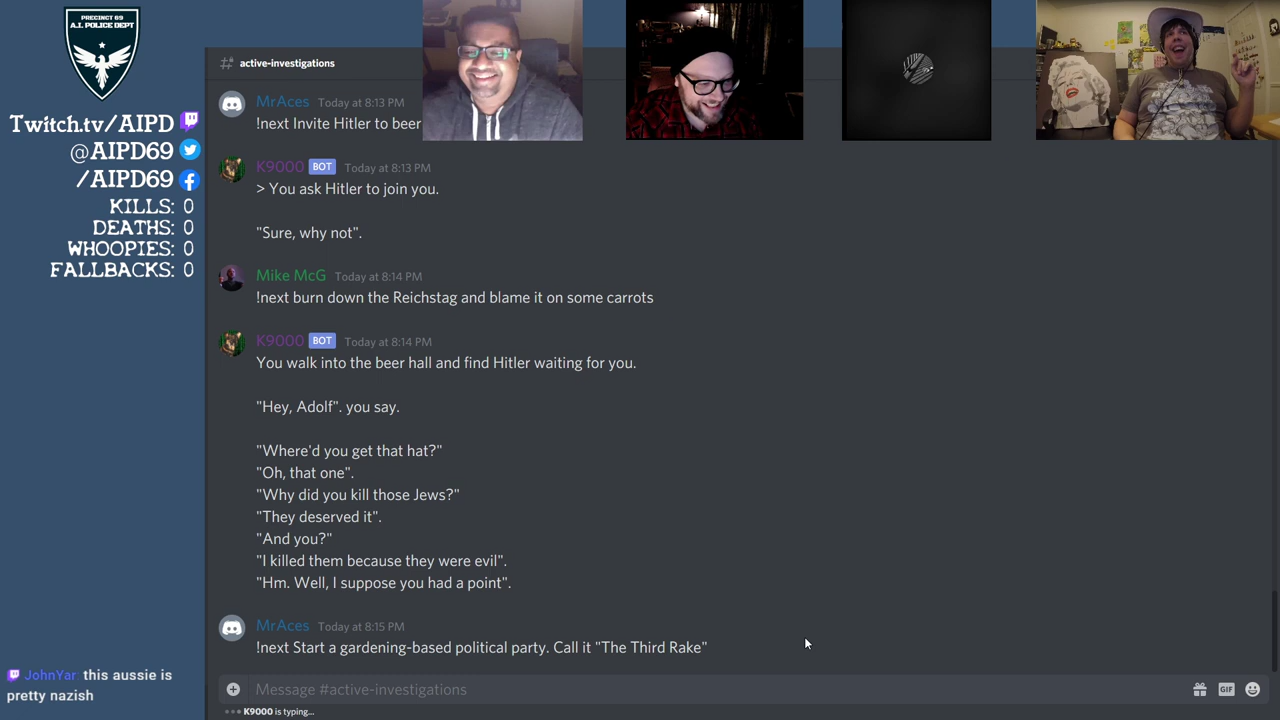 PRECINCT 69
A.I. POLICE DEPT
Twitch.tv/AIPD
@AIPD69
/AIPD69
KILLS: 0
DEATHS: 0
WHOOPIES: 0
FALLBACKS: 0
active-investigations
MrAces Today at 8:13 PM
!next Invite Hitler to beer
K9000 BOT Today at 8:13 PM
> You ask Hitler to join you.
"Sure, why not".
Mike McG Today at 8:14 PM
!next burn down the Reichstag and blame it on some carrots
K9000 BOT Today at 8:14 PM
You walk into the beer hall and find Hitler waiting for you.
"Hey, Adolf". you say.
"Where'd you get that hat?"
"Oh, that one".
"Why did you kill those Jews?"
"They deserved it".
"And you?"
"I killed them because they were evil".
"Hm. Well, I suppose you had a point".
MrAces Today at 8:15 PM
!next Start a gardening-based political party. Call it "The Third Rake"
JohnYar: this aussie is
pretty nazish
Message #active-investigations
GIF
K9000 is typing...